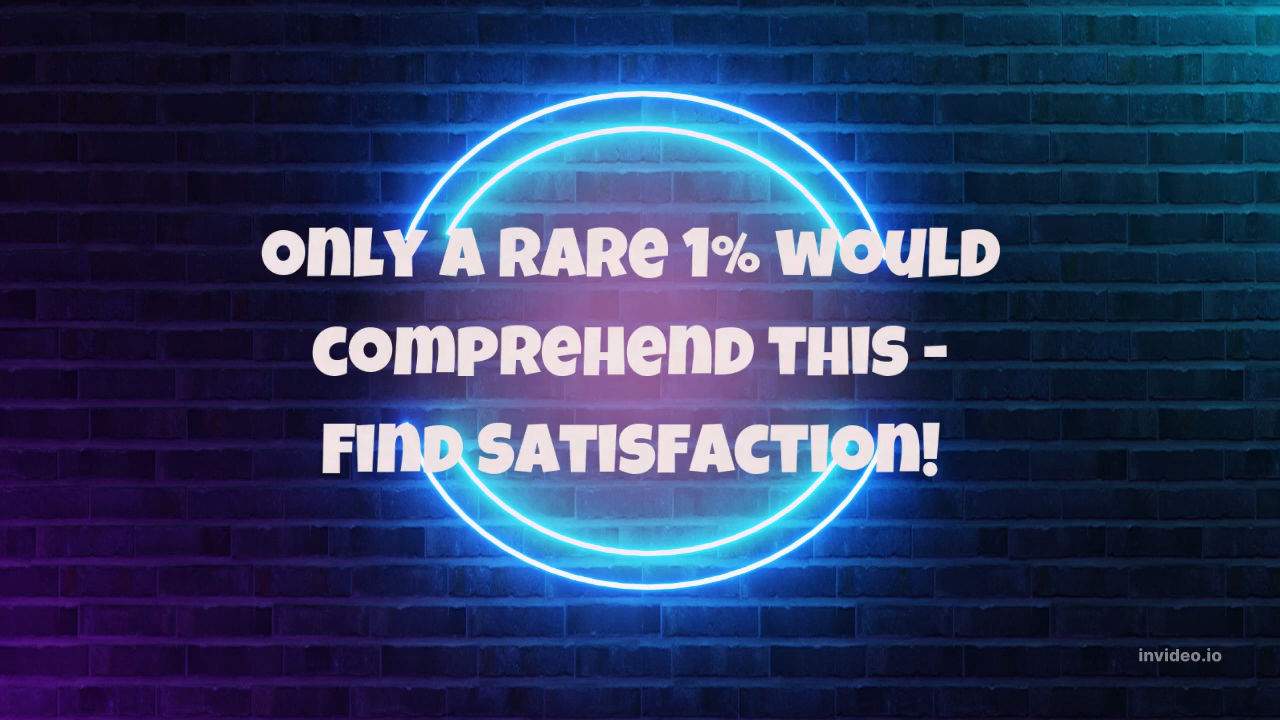 ONLY A RARE 1% WOULD
COMPREHEND THIS -
FIND SATISFACTION!
invideo.io